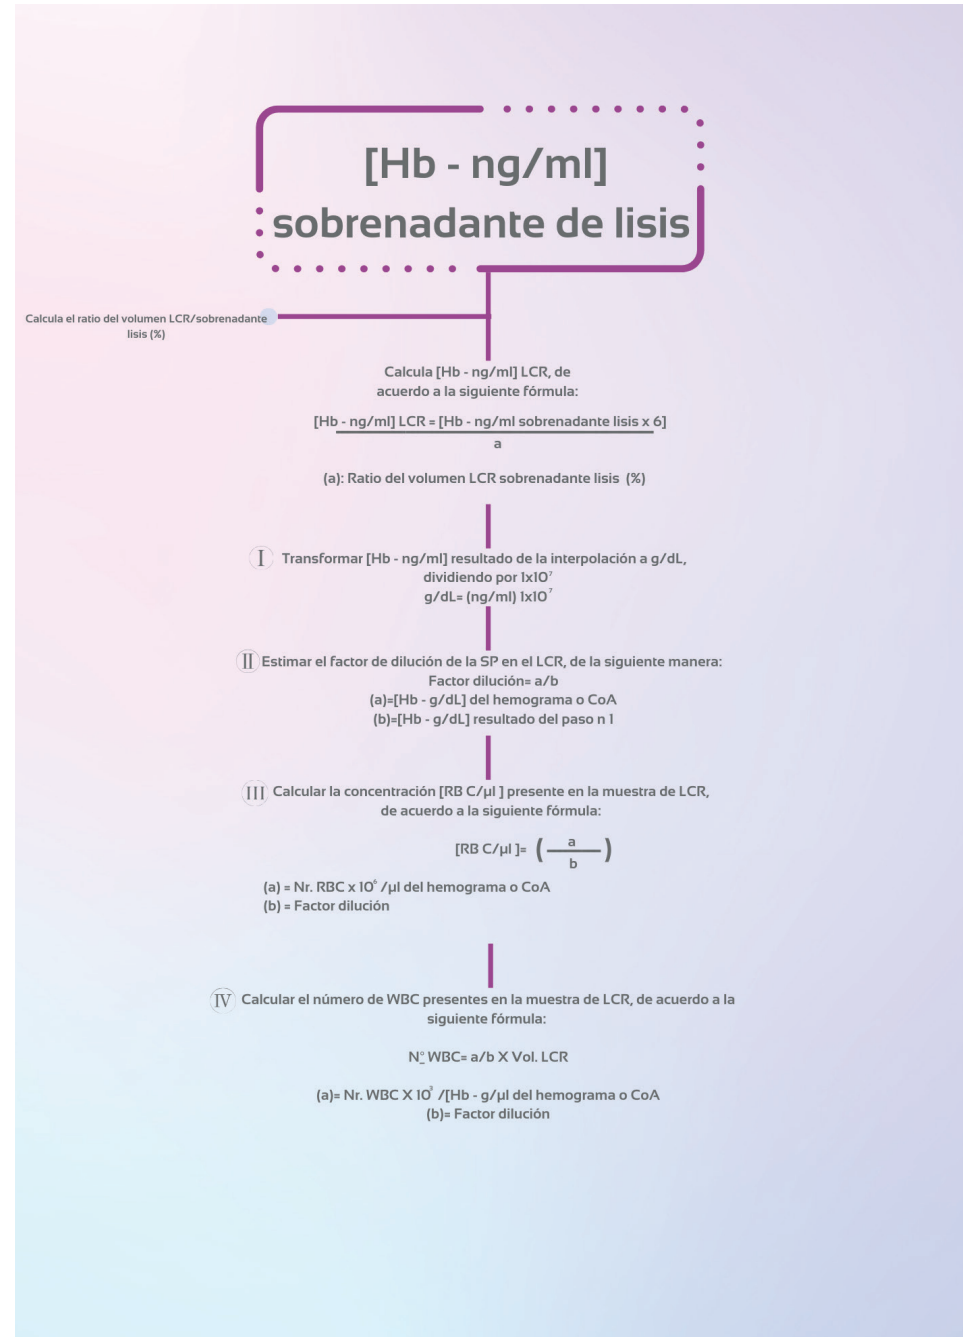 [Hb - ng/ml]
sobrenadante de lisis
Calcula el ratio del volumen LCR/sobrenadante
lisis (%)
Calcula [Hb - ng/ml] LCR, de
acuerdo a la siguiente fórmula:
[Hb - ng/ml] LCR = [Hb - ng/ml sobrenadante lisis x 6]
a
(a): Ratio del volumen LCR sobrenadante lisis (%)
I Transformar [Hb - ng/ml] resultado de la interpolación a g/dL,
dividiendo por 1x10⁷
g/dL= (ng/ml) 1x10⁷
II Estimar el factor de dilución de la SP en el LCR, de la siguiente manera:
Factor dilución= a/b
(a)=[Hb - g/dL] del hemograma o CoA
(b)=[Hb - g/dL] resultado del paso n 1
III Calcular la concentración [RB C/µl ] presente en la muestra de LCR,
de acuerdo a la siguiente fórmula:
[RB C/µl ]= ( a
b )
(a) = Nr. RBC x 10⁶ /µl del hemograma o CoA
(b) = Factor dilución
IV Calcular el número de WBC presentes en la muestra de LCR, de acuerdo a la
siguiente fórmula:
Nº WBC= a/b X Vol. LCR
(a)= Nr. WBC X 10³ /[Hb - g/µl del hemograma o CoA
(b)= Factor dilución